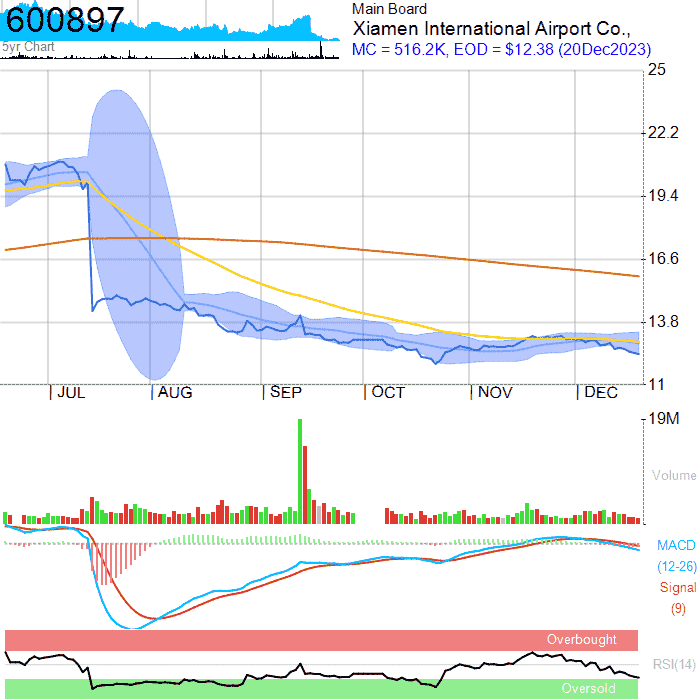 600897
5yr Chart
Main Board
Xiamen International Airport Co.,
MC = 516.2K, EOD = $12.38 (20Dec2023)
25
22.2
19.4
16.6
13.8
11
JUL AUG SEP OCT NOV DEC
19M
Volume
MACD
(12-26)
Signal
(9)
Overbought
RSI(14)
Oversold